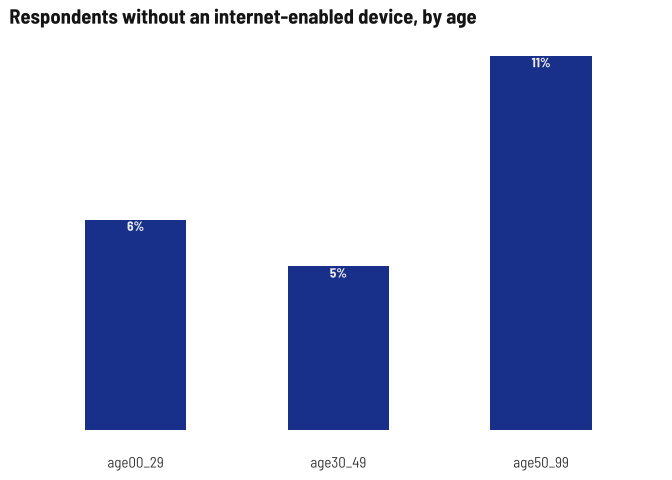 Respondents without an internet-enabled device, by age
11%
6%
5%
age00_29 age30_49 age50_99